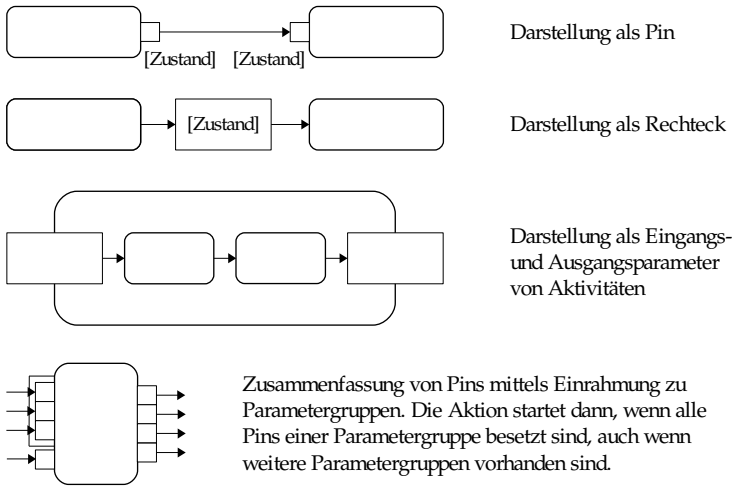 Darstellung als Pin
[Zustand] [Zustand]
[Zustand]
Darstellung als Rechteck
Darstellung als Eingangs-
und Ausgangsparameter
von Aktivitäten
Zusammenfassung von Pins mittels Einrahmung zu
Parametergruppen. Die Aktion startet dann, wenn alle
Pins einer Parametergruppe besetzt sind, auch wenn
weitere Parametergruppen vorhanden sind.